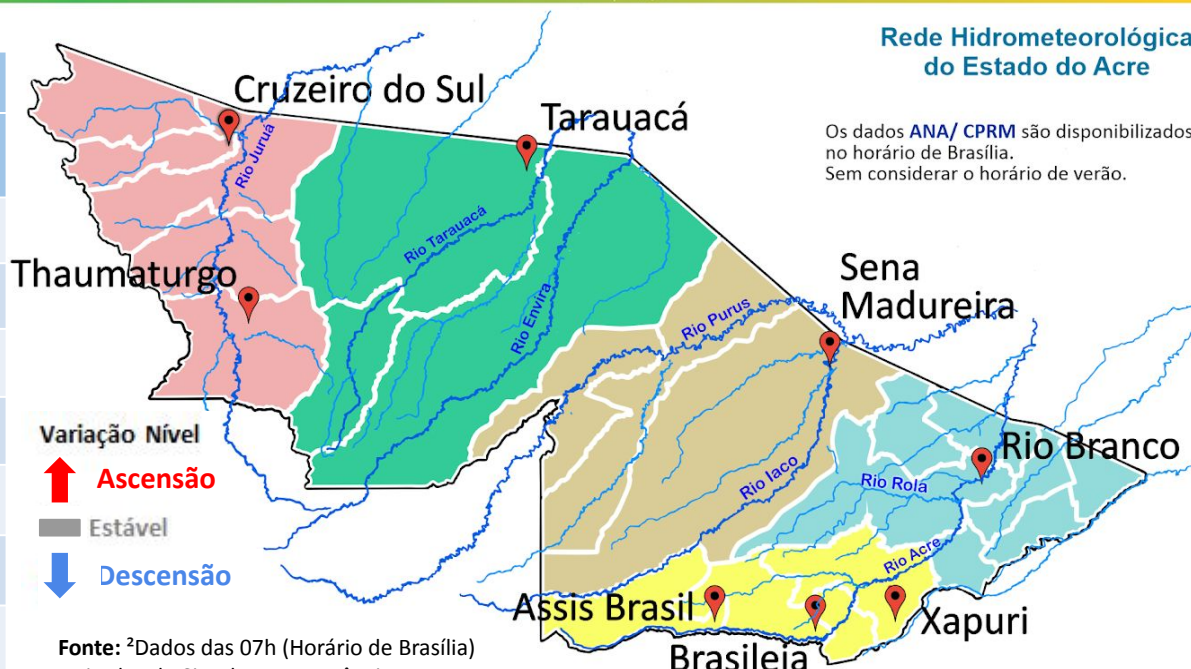 Rede Hidrometeorológica
do Estado do Acre
Os dados ANA/ CPRM são disponibilizados
no horário de Brasília.
Sem considerar o horário de verão.
Cruzeiro do Sul
Tarauacá
Rio Juruá
Rio Tarauacá
Thaumaturgo
Rio Envira
Sena
Madureira
Rio Purus
Variação Nível
Ascensão
Estável
Descensão
Rio Branco
Rio Iaco
Rio Rola
Rio Acre
Assis Brasil
Xapuri
Brasileia
Fonte: ²Dados das 07h (Horário de Brasília)